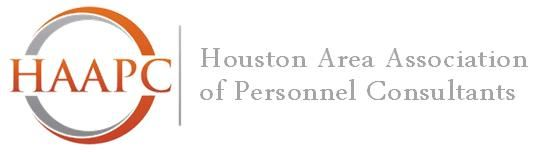 HAAPC
Houston Area Association
of Personnel Consultants